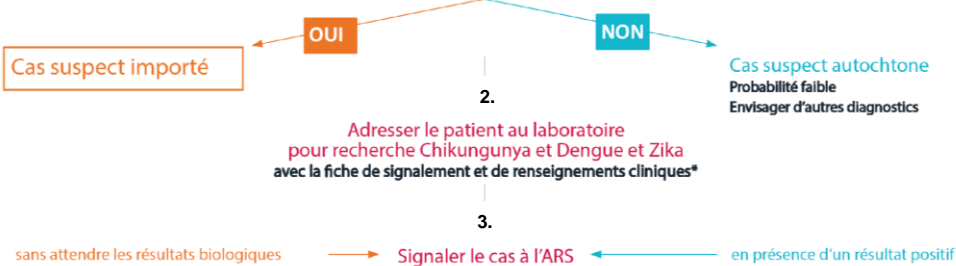 OUI
NON
Cas suspect importé
Cas suspect autochtone
Probabilité faible
Envisager d'autres diagnostics
2.
Adresser le patient au laboratoire
pour recherche Chikungunya et Dengue et Zika
avec la fiche de signalement et de renseignements cliniques*
3.
sans attendre les résultats biologiques
Signaler le cas à l'ARS
en présence d'un résultat positif